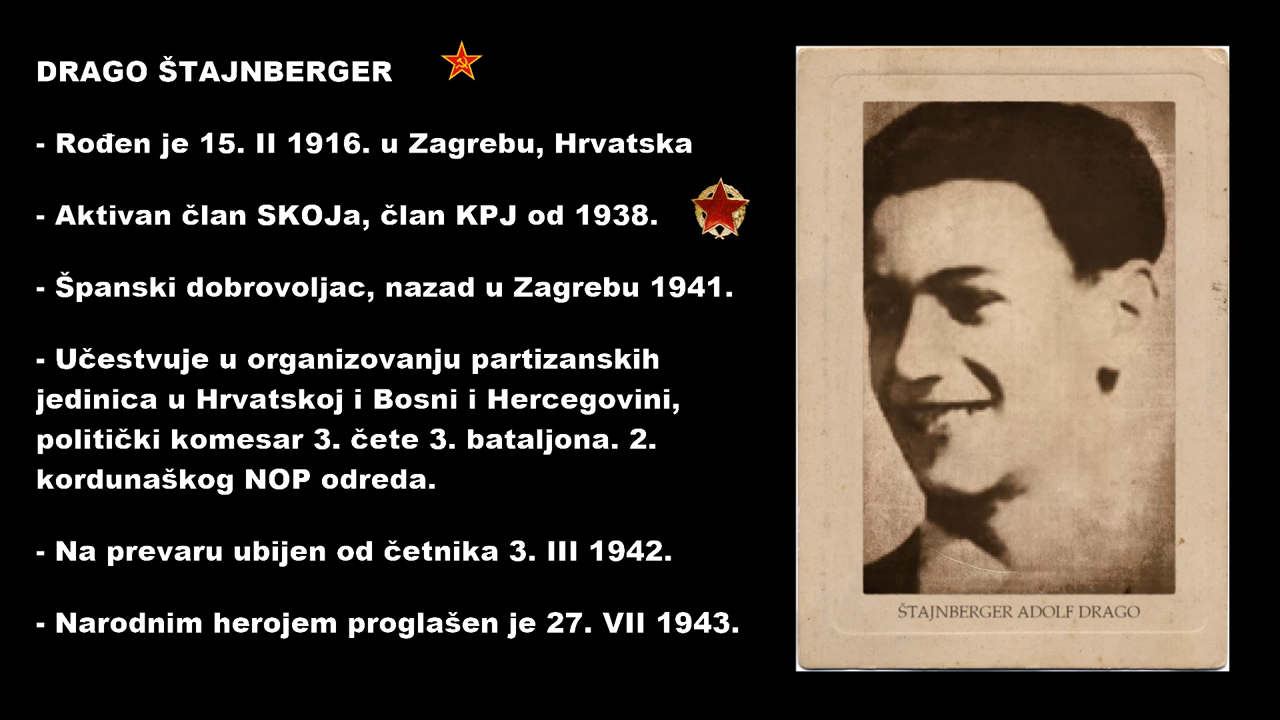 DRAGO ŠTAJNBERGER
- Rođen je 15. II 1916. u Zagrebu, Hrvatska
- Aktivan član SKOJa, član KPJ od 1938.
- Španski dobrovoljac, nazad u Zagrebu 1941.
- Učestvuje u organizovanju partizanskih
jedinica u Hrvatskoj i Bosni i Hercegovini,
politički komesar 3. čete 3. bataljona. 2.
kordunaškog NOP odreda.
- Na prevaru ubijen od četnika 3. III 1942.
- Narodnim herojem proglašen je 27. VII 1943.
ŠTAJNBERGER ADOLF DRAGO